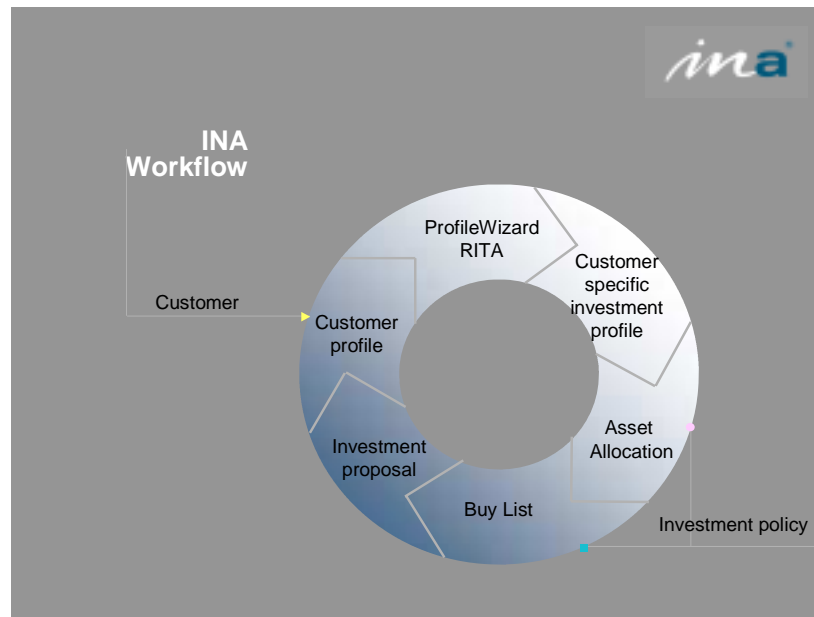 ina
INA
Workflow
ProfileWizard
RITA
Customer
specific
investment
profile
Customer
Customer
profile
Asset
Allocation
Investment
proposal
Buy List
Investment policy